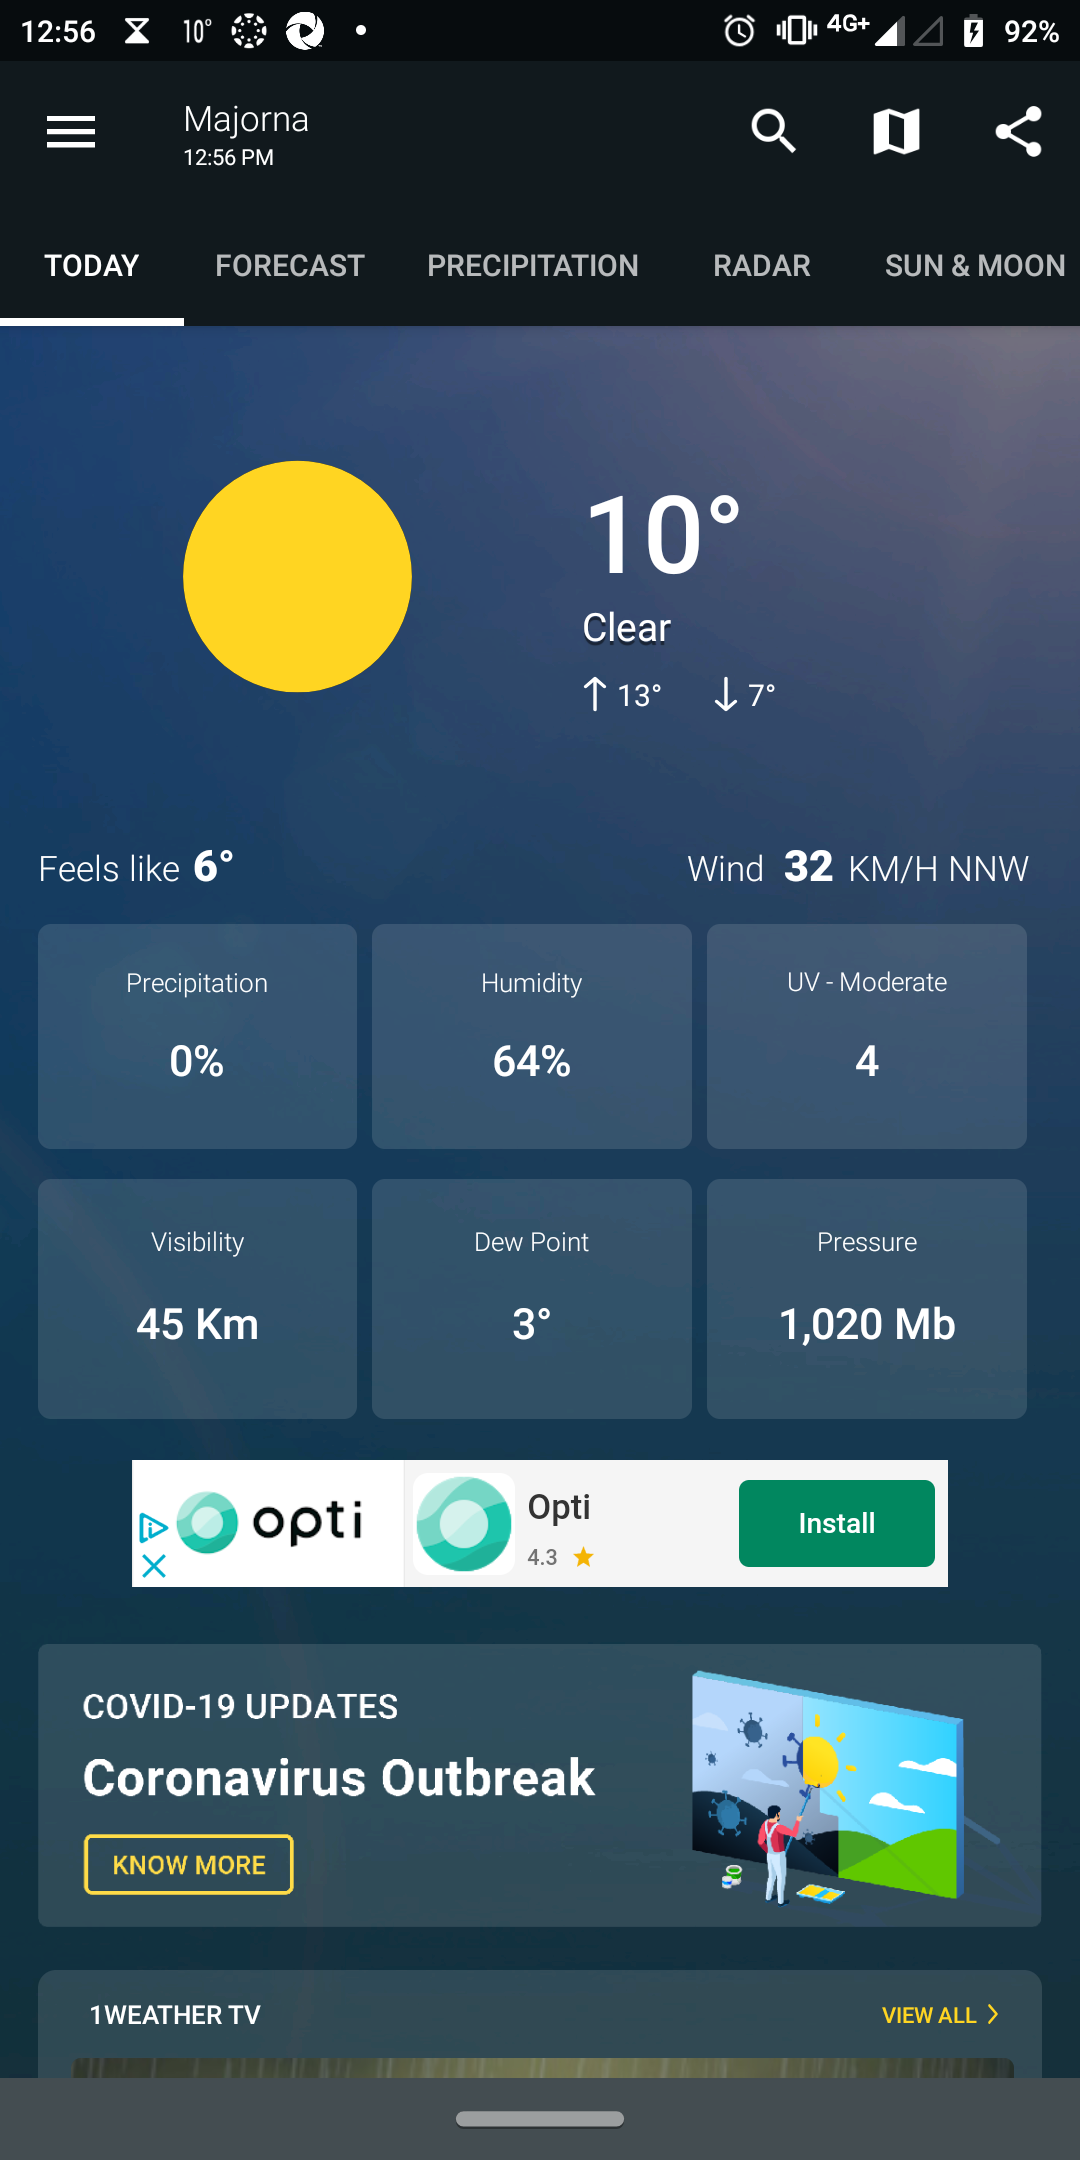 12:56 10° 4G+ 92%
Majorna
12:56 PM
TODAY FORECAST PRECIPITATION RADAR SUN & MOON
10°
Clear
↑ 13° ↓ 7°
Feels like 6° Wind 32 KM/H NNW
Precipitation Humidity UV - Moderate
0% 64% 4
Visibility Dew Point Pressure
45 Km 3° 1,020 Mb
opti Opti Install
4.3 ★
COVID-19 UPDATES
Coronavirus Outbreak
KNOW MORE
1WEATHER TV VIEW ALL >